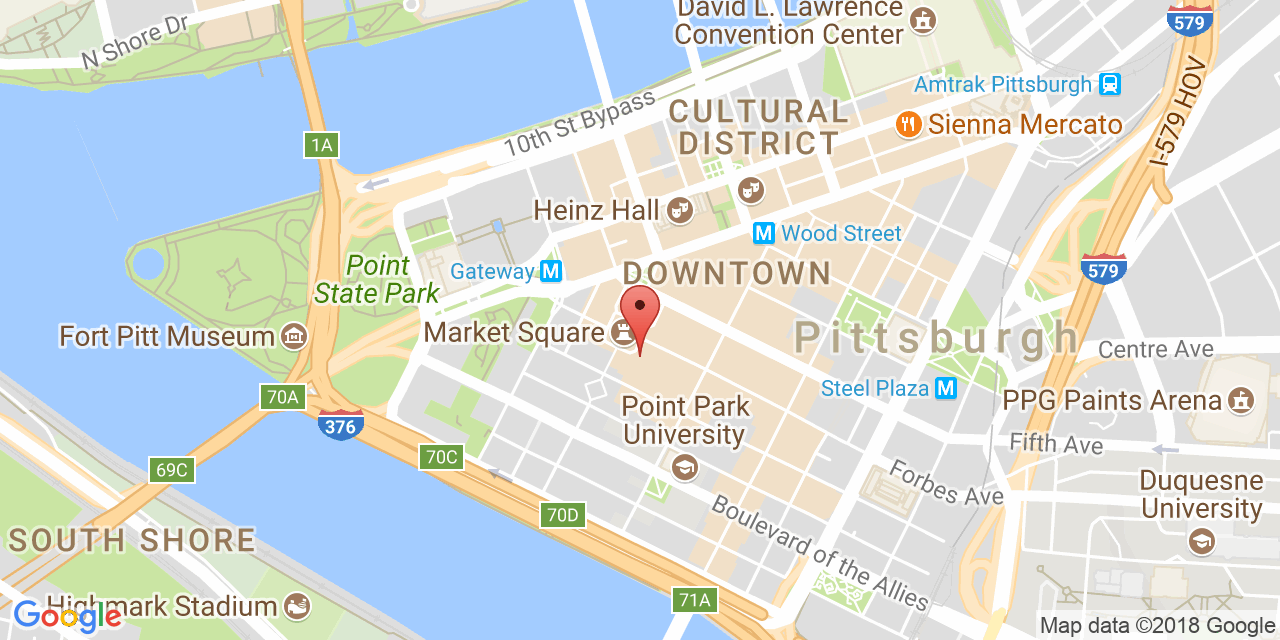 David L. Lawrence
Convention Center
579
N Shore Dr
Amtrak Pittsburgh
I-579 HOV
10th St Bypass
CULTURAL
DISTRICT
Sienna Mercato
1A
Heinz Hall
M Wood Street
Gateway M
DOWNTOWN
579
Point
State Park
Fort Pitt Museum
Market Square
Pittsburgh
Centre Ave
Steel Plaza M
PPG Paints Arena
70A
376
Point Park
University
Fifth Ave
70C
69C
Forbes Ave
Duquesne
University
70D
Boulevard of the Allies
SOUTH SHORE
71A
Highmark Stadium
Google
Map data ©2018 Google